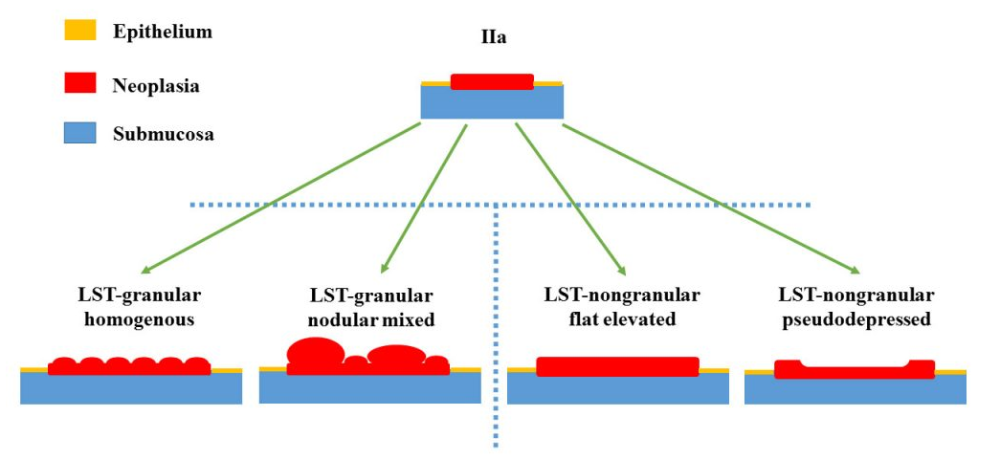 Epithelium
Neoplasia
Submucosa
IIa
LST-granular
homogenous
LST-granular
nodular mixed
LST-nongranular
flat elevated
LST-nongranular
pseudodepressed